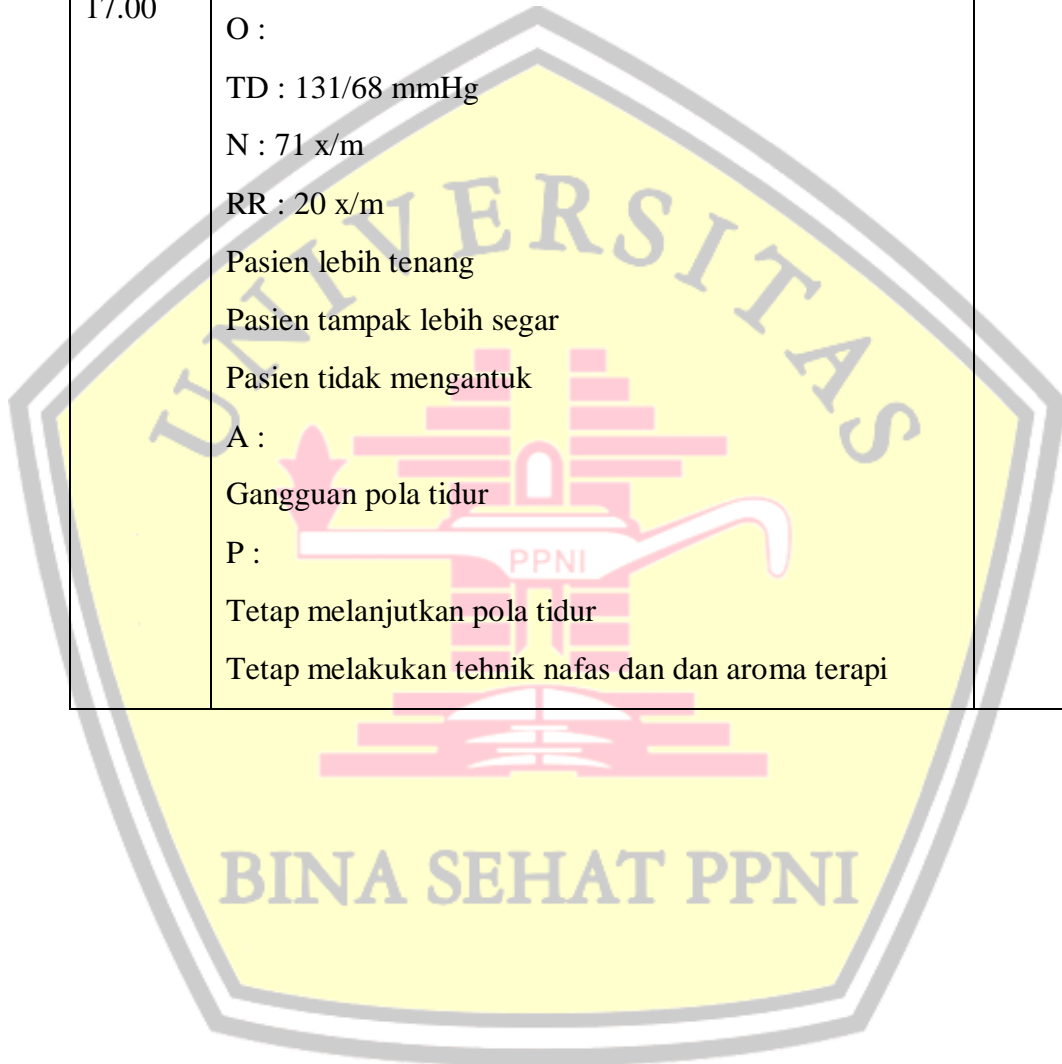 17.00
O :
TD : 131/68 mmHg
N : 71 x/m
RR : 20 x/m
Pasien lebih tenang
Pasien tampak lebih segar
Pasien tidak mengantuk
A :
Gangguan pola tidur
P :
Tetap melanjutkan pola tidur
Tetap melakukan tehnik nafas dan dan aroma terapi
UNIVERSITAS
PPNI
BINA SEHAT PPNI